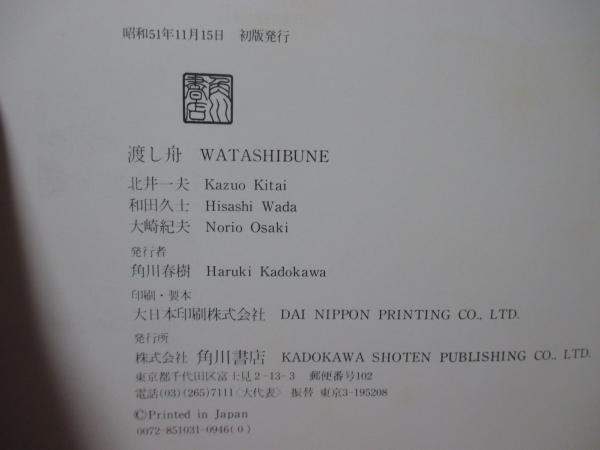 昭和51年11月15日 初版発行
角川書店
渡し舟 WATASHIBUNE
北井一夫 Kazuo Kitai
和田久士 Hisashi Wada
大崎紀夫 Norio Osaki
発行者
角川春樹 Haruki Kadokawa
印刷・製本
大日本印刷株式会社 DAI NIPPON PRINTING CO., LTD.
発行所
株式会社 角川書店 KADOKAWA SHOTEN PUBLISHING CO., LTD.
東京都千代田区富士見2-13-3 郵便番号102
電話(03)(265)7111〈大代表〉 振替 東京3-195208
©Printed in Japan
0072-851031-0946(0)